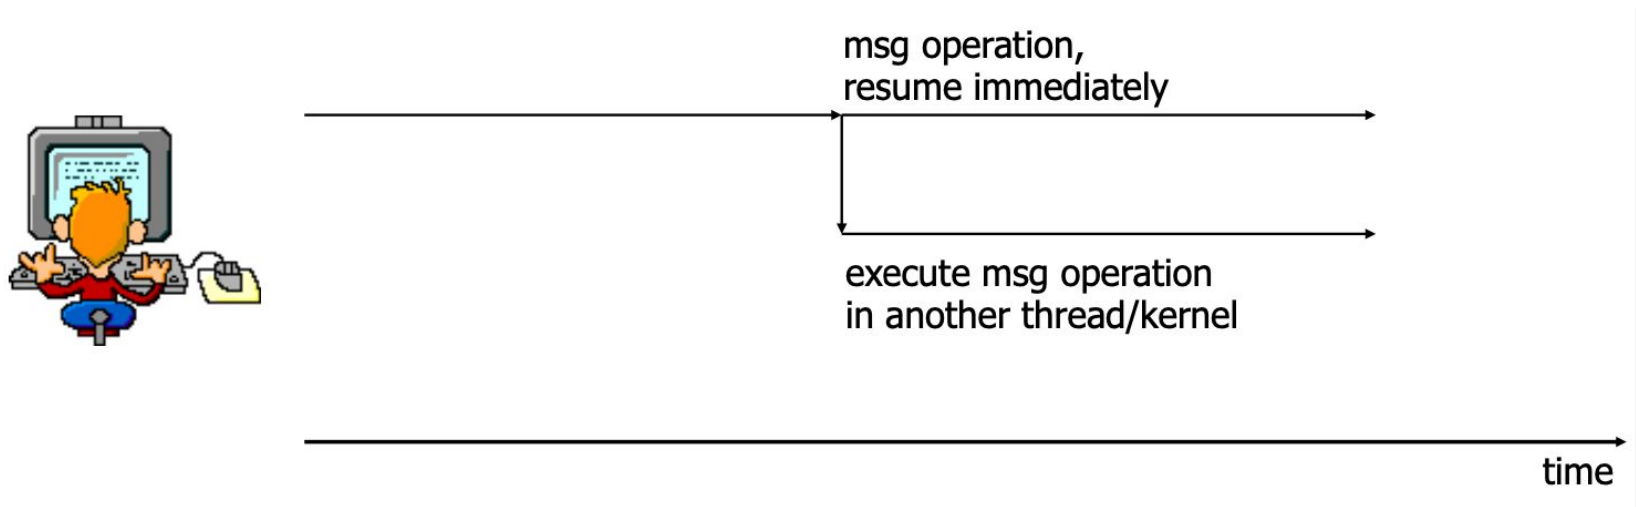 msg operation,
resume immediately
execute msg operation
in another thread/kernel
time